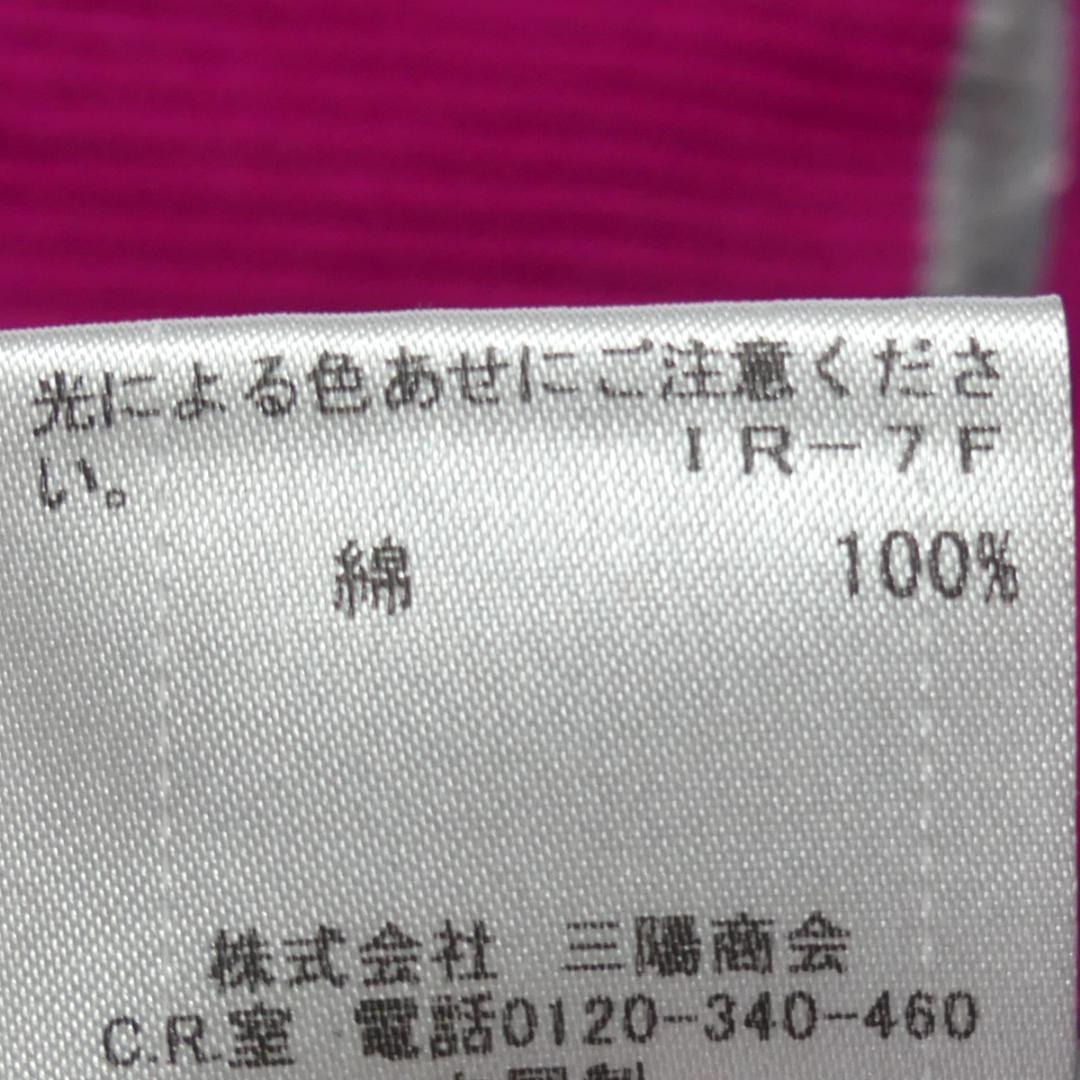 光による色あせにご注意くださ
い。 IR-7F
綿 100%
株式会社 三陽商会
C.R.室 電話0120-340-460